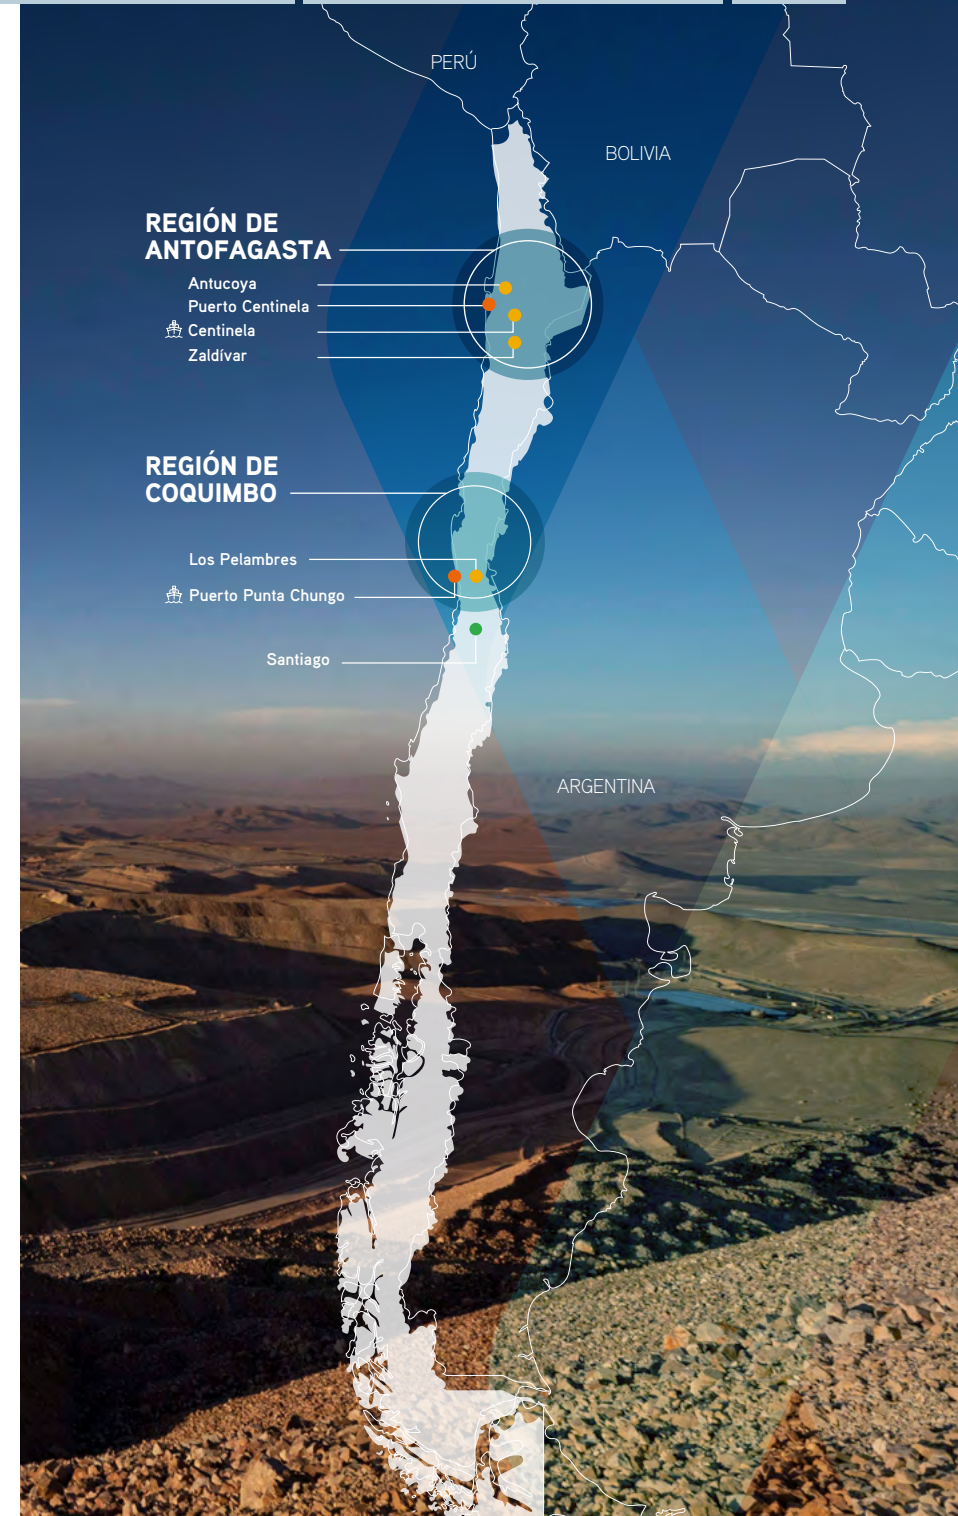 PERÚ
BOLIVIA
REGIÓN DE
ANTOFAGASTA
Antucoya
Puerto Centinela
Centinela
Zaldívar
REGIÓN DE
COQUIMBO
Los Pelambres
Puerto Punta Chungo
Santiago
ARGENTINA